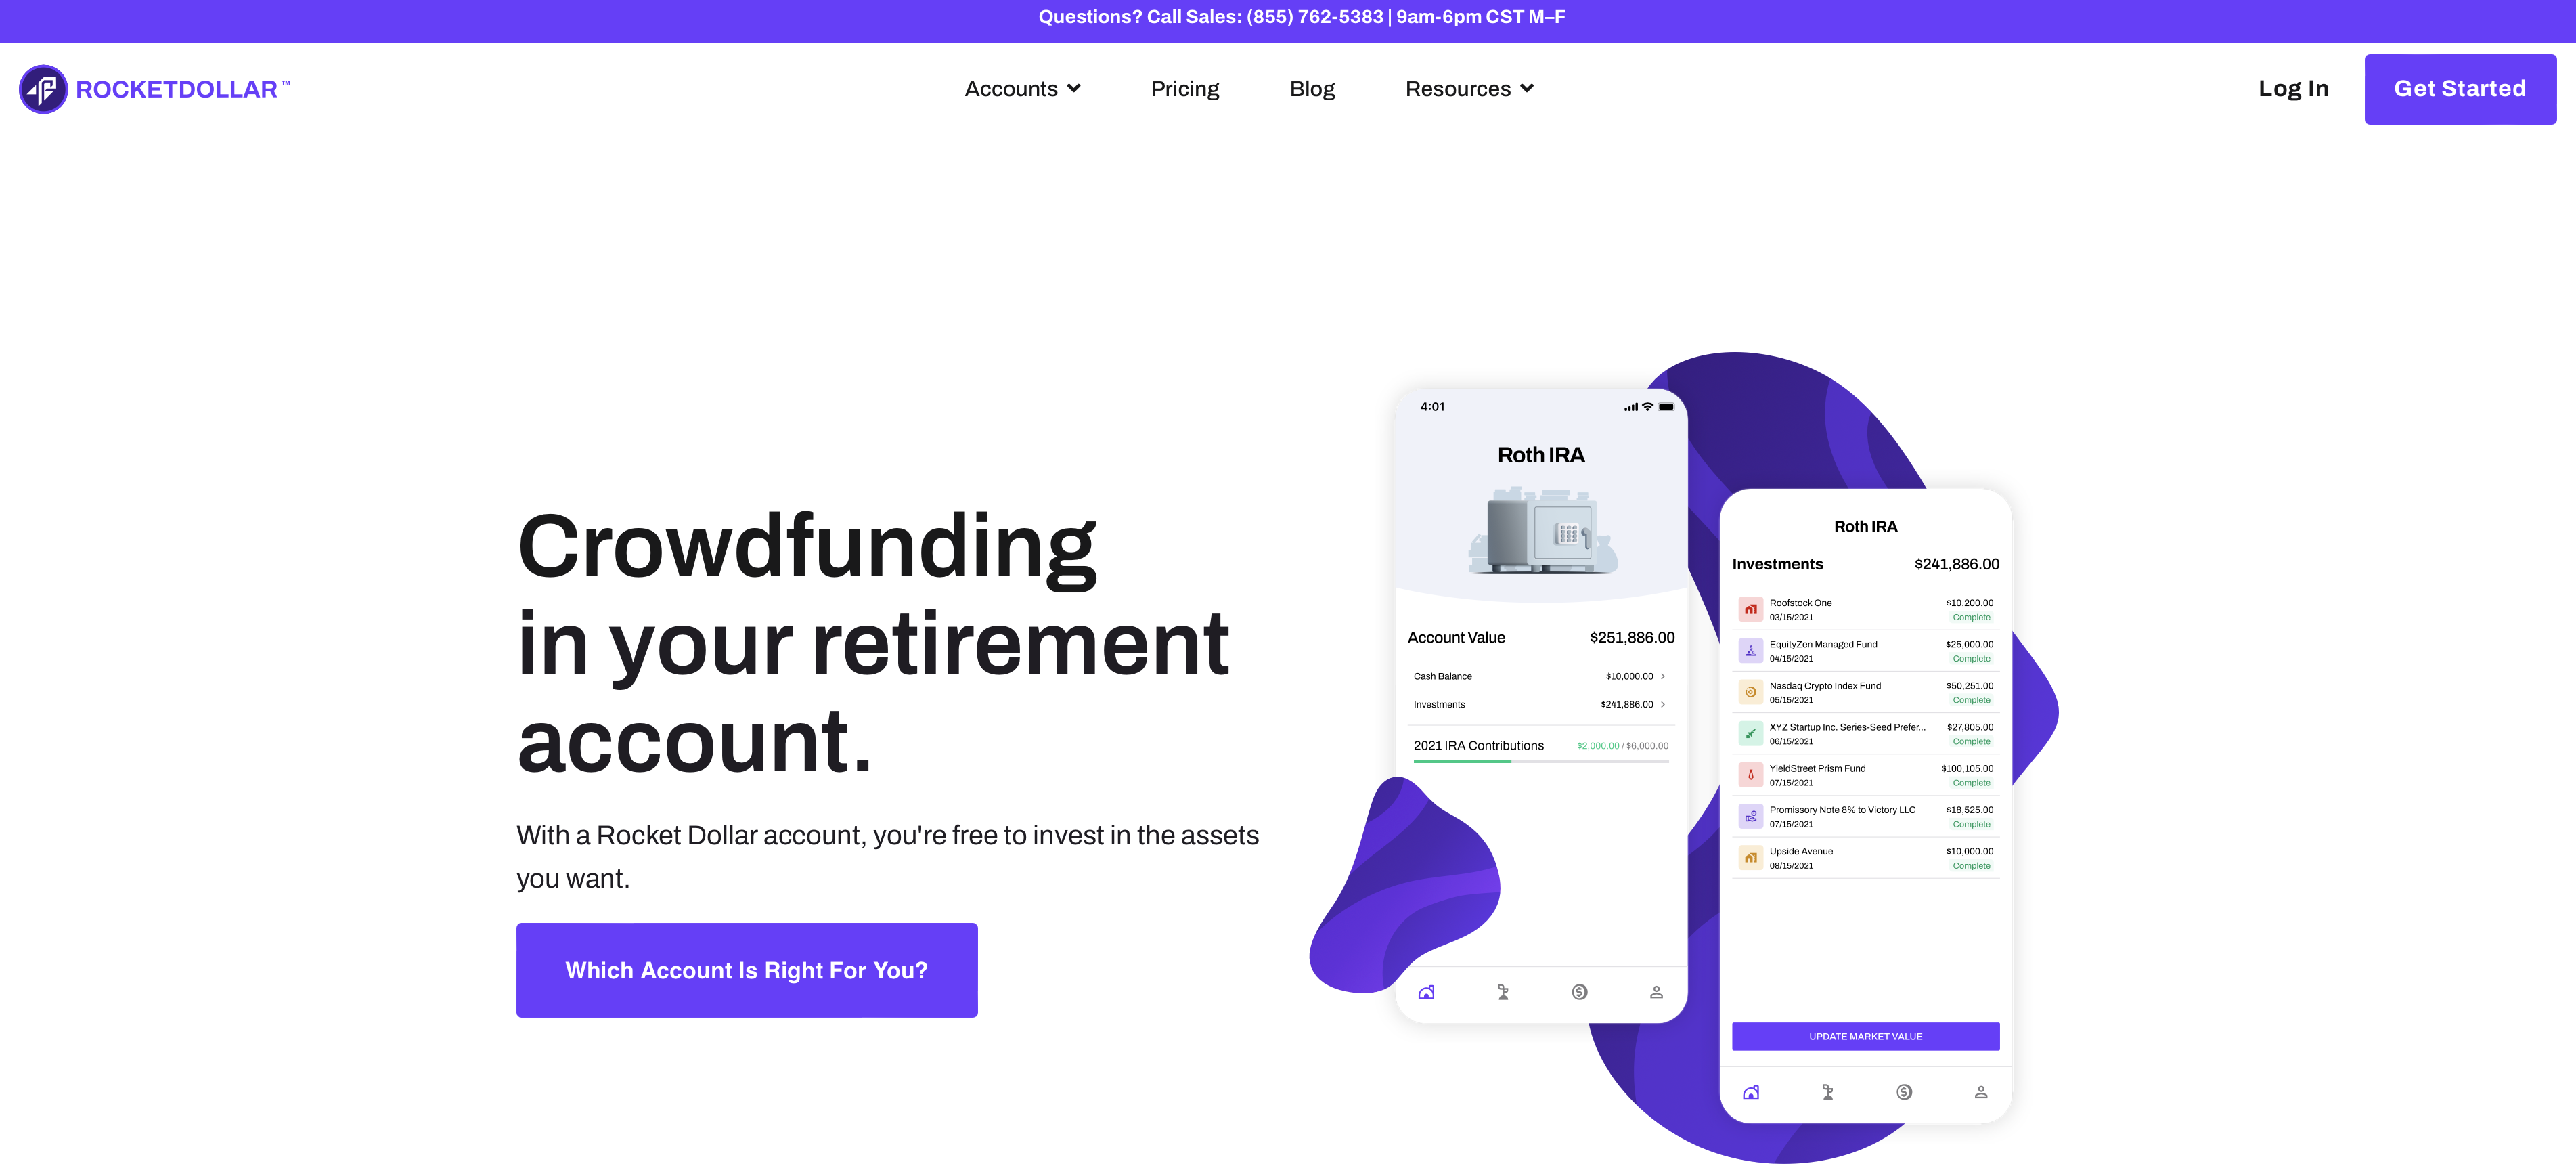 Questions? Call Sales: (855) 762-5383 | 9am-6pm CST M–F
ROCKETDOLLAR™
Accounts
Pricing
Blog
Resources
Log In
Get Started
Crowdfunding
in your retirement
account.
With a Rocket Dollar account, you're free to invest in the assets
you want.
Which Account Is Right For You?
4:01
Roth IRA
Account Value $251,886.00
Cash Balance $10,000.00
Investments $241,886.00
2021 IRA Contributions $2,000.00 / $6,000.00
Roth IRA
Investments $241,886.00
Roofstock One $10,200.00
03/15/2021 Complete
EquityZen Managed Fund $25,000.00
04/15/2021 Complete
Nasdaq Crypto Index Fund $50,251.00
05/15/2021 Complete
XYZ Startup Inc. Series-Seed Prefer... $27,805.00
06/15/2021 Complete
YieldStreet Prism Fund $100,105.00
07/15/2021 Complete
Promissory Note 8% to Victory LLC $18,525.00
07/15/2021 Complete
Upside Avenue $10,000.00
08/15/2021 Complete
UPDATE MARKET VALUE